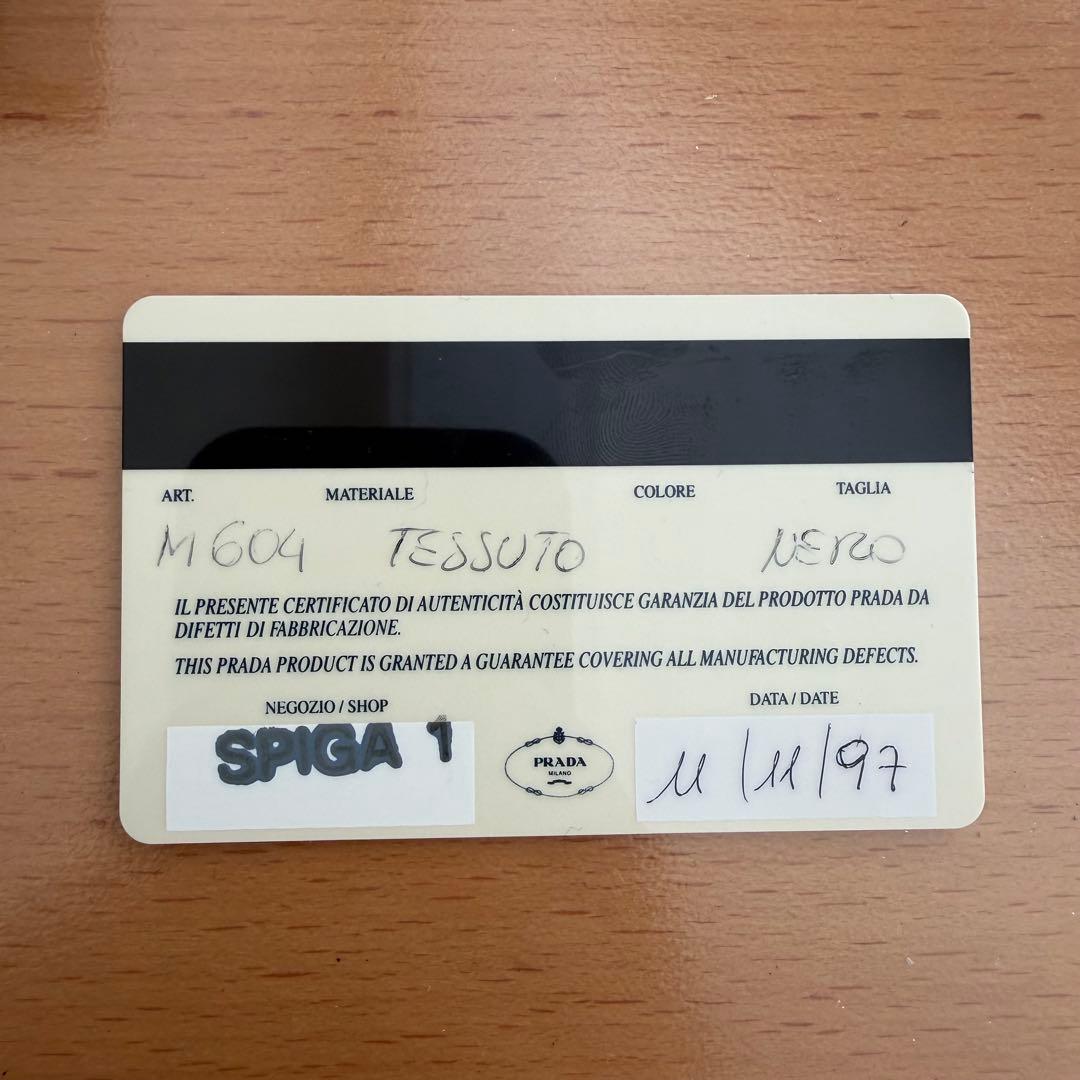 ART. MATERIALE COLORE TAGLIA
M604 TESSUTO NERO
IL PRESENTE CERTIFICATO DI AUTENTICITÀ COSTITUISCE GARANZIA DEL PRODOTTO PRADA DA
DIFETTI DI FABBRICAZIONE.
THIS PRADA PRODUCT IS GRANTED A GUARANTEE COVERING ALL MANUFACTURING DEFECTS.
NEGOZIO / SHOP DATA / DATE
SPIGA 1
PRADA
MILANO
11/11/97